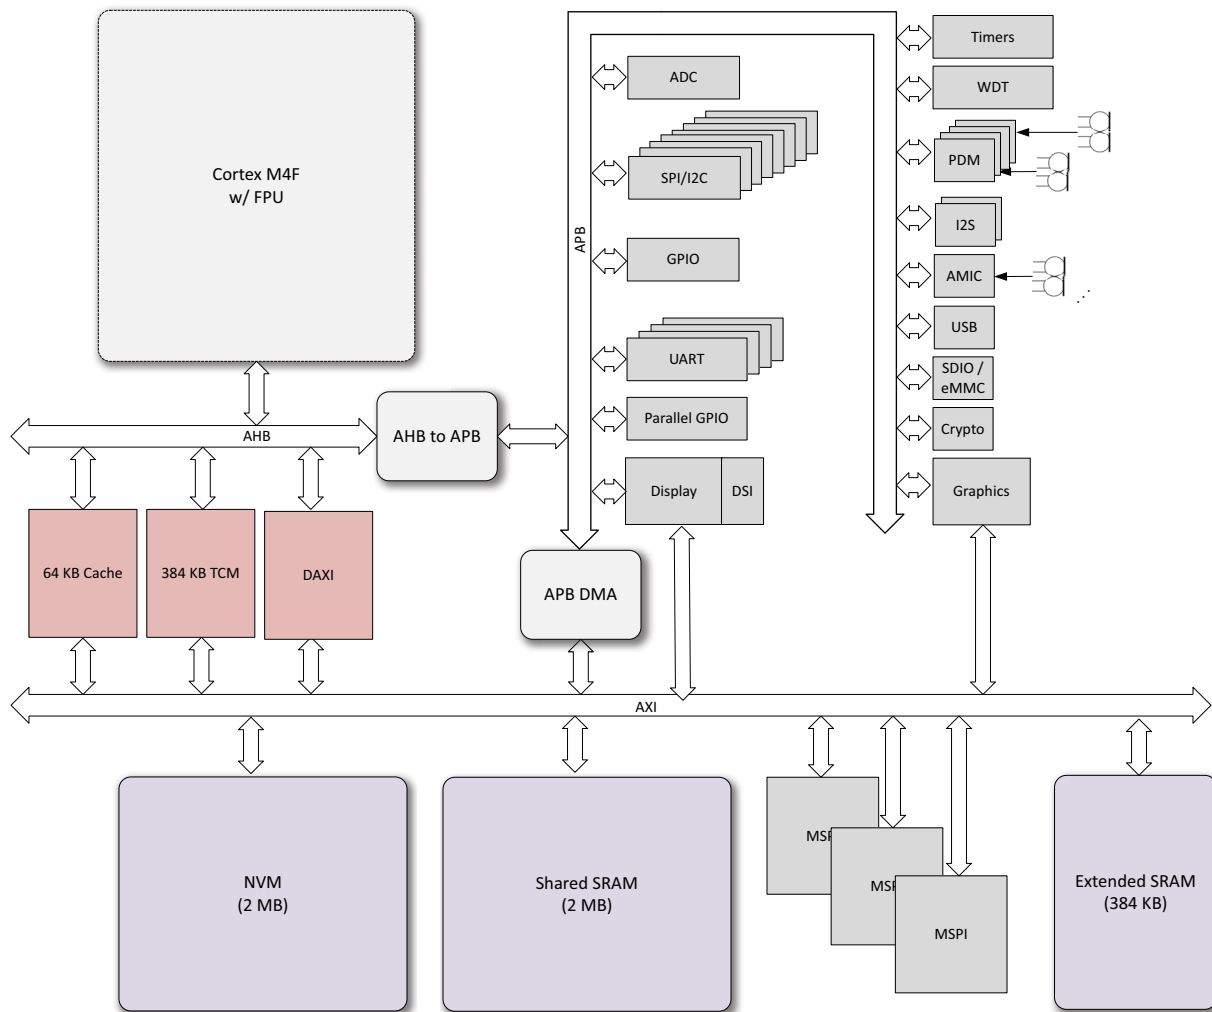 Cortex M4F
w/ FPU
AHB
AHB to APB
64 KB Cache
384 KB TCM
DAXI
APB
ADC
SPI/I2C
GPIO
UART
Parallel GPIO
Display
DSI
APB DMA
Timers
WDT
PDM
I2S
AMIC
...
USB
SDIO /
eMMC
Crypto
Graphics
AXI
NVM
(2 MB)
Shared SRAM
(2 MB)
MSP
MSP
MSPI
Extended SRAM
(384 KB)